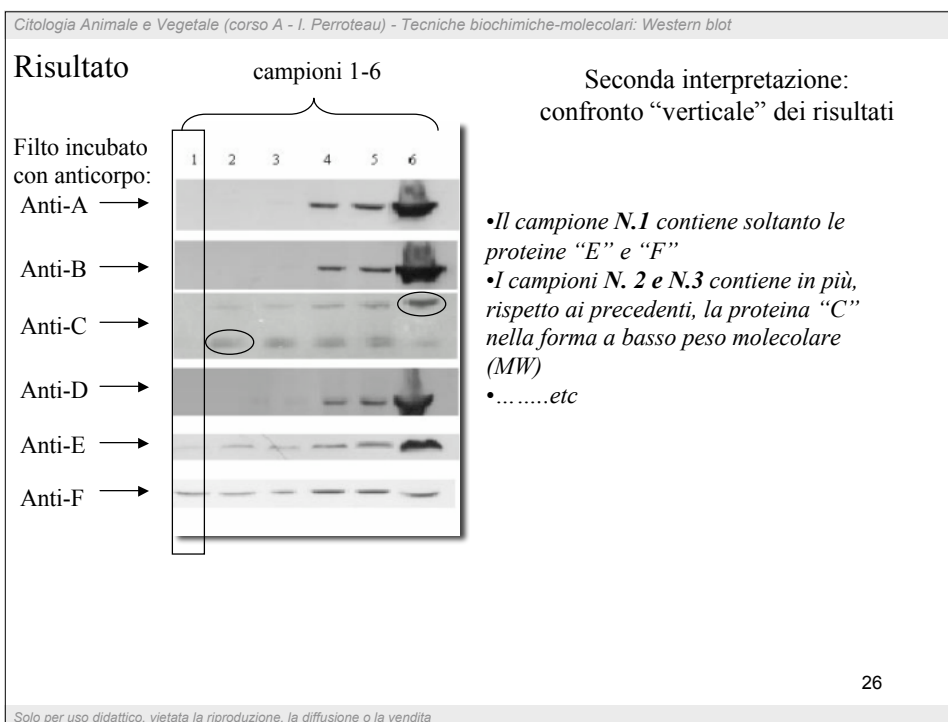 Citologia Animale e Vegetale (corso A - I. Perroteau) - Tecniche biochimiche-molecolari: Western blot
Risultato
campioni 1-6
Seconda interpretazione:
confronto “verticale” dei risultati
Filto incubato
con anticorpo:
1 2 3 4 5 6
Anti-A
Anti-B
Anti-C
Anti-D
Anti-E
Anti-F
•Il campione N.1 contiene soltanto le
proteine “E” e “F”
•I campioni N. 2 e N.3 contiene in più,
rispetto ai precedenti, la proteina “C”
nella forma a basso peso molecolare
(MW)
•……..etc
26
Solo per uso didattico, vietata la riproduzione, la diffusione o la vendita